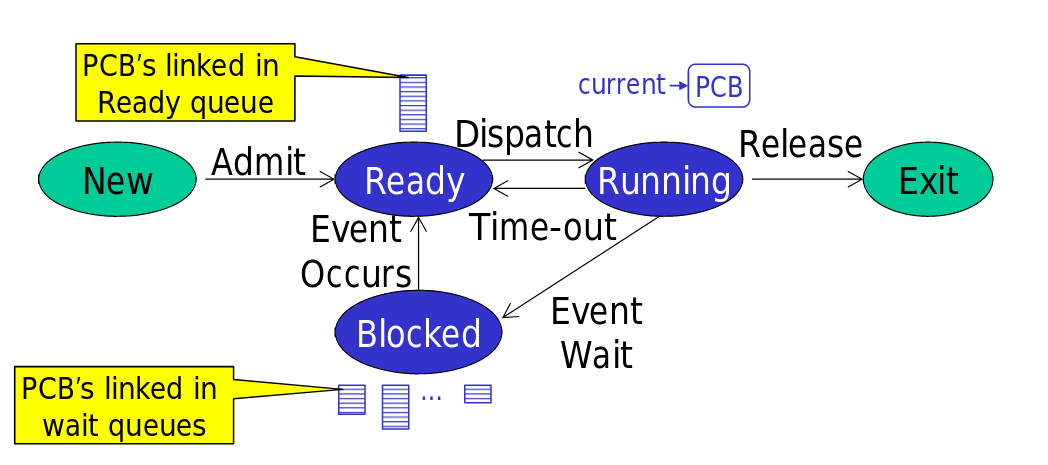 PCB's linked in
Ready queue
current
PCB
Dispatch
Release
Admit
New
Ready
Running
Exit
Event
Occurs
Time-out
Blocked
Event
Wait
PCB's linked in
wait queues
...